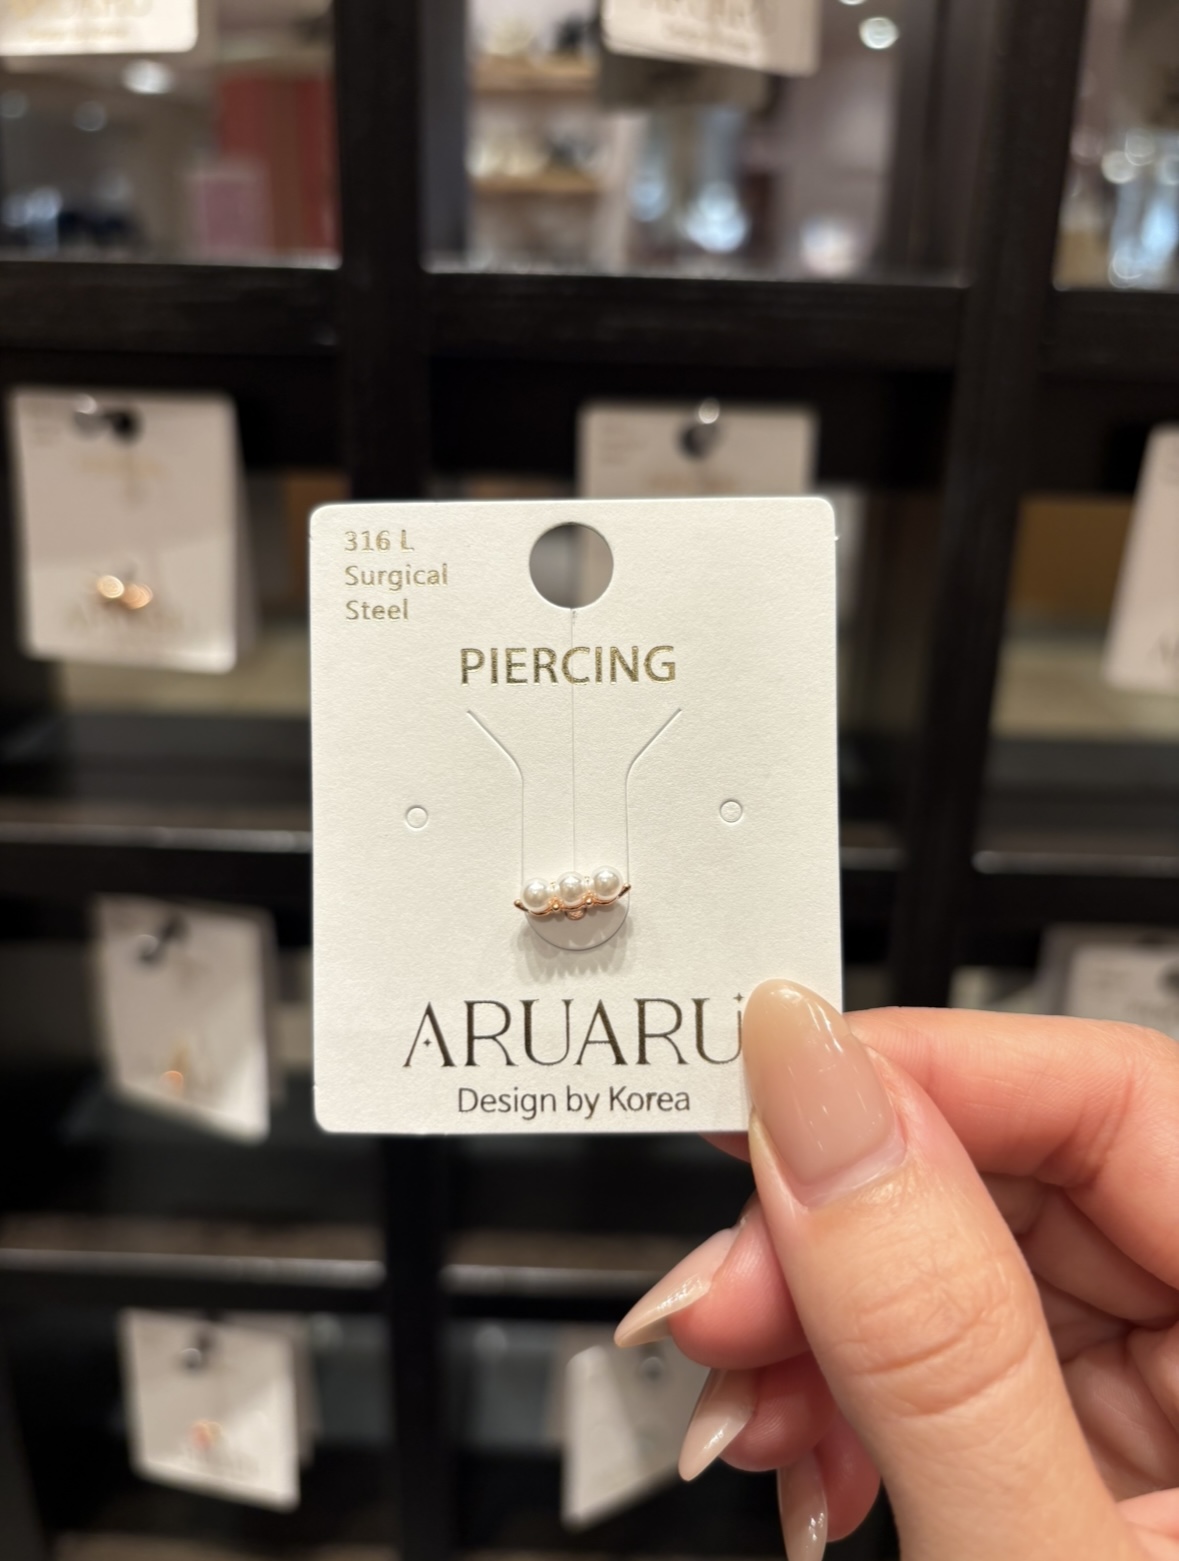 316 L
Surgical
Steel
PIERCING
ARUARU
Design by Korea